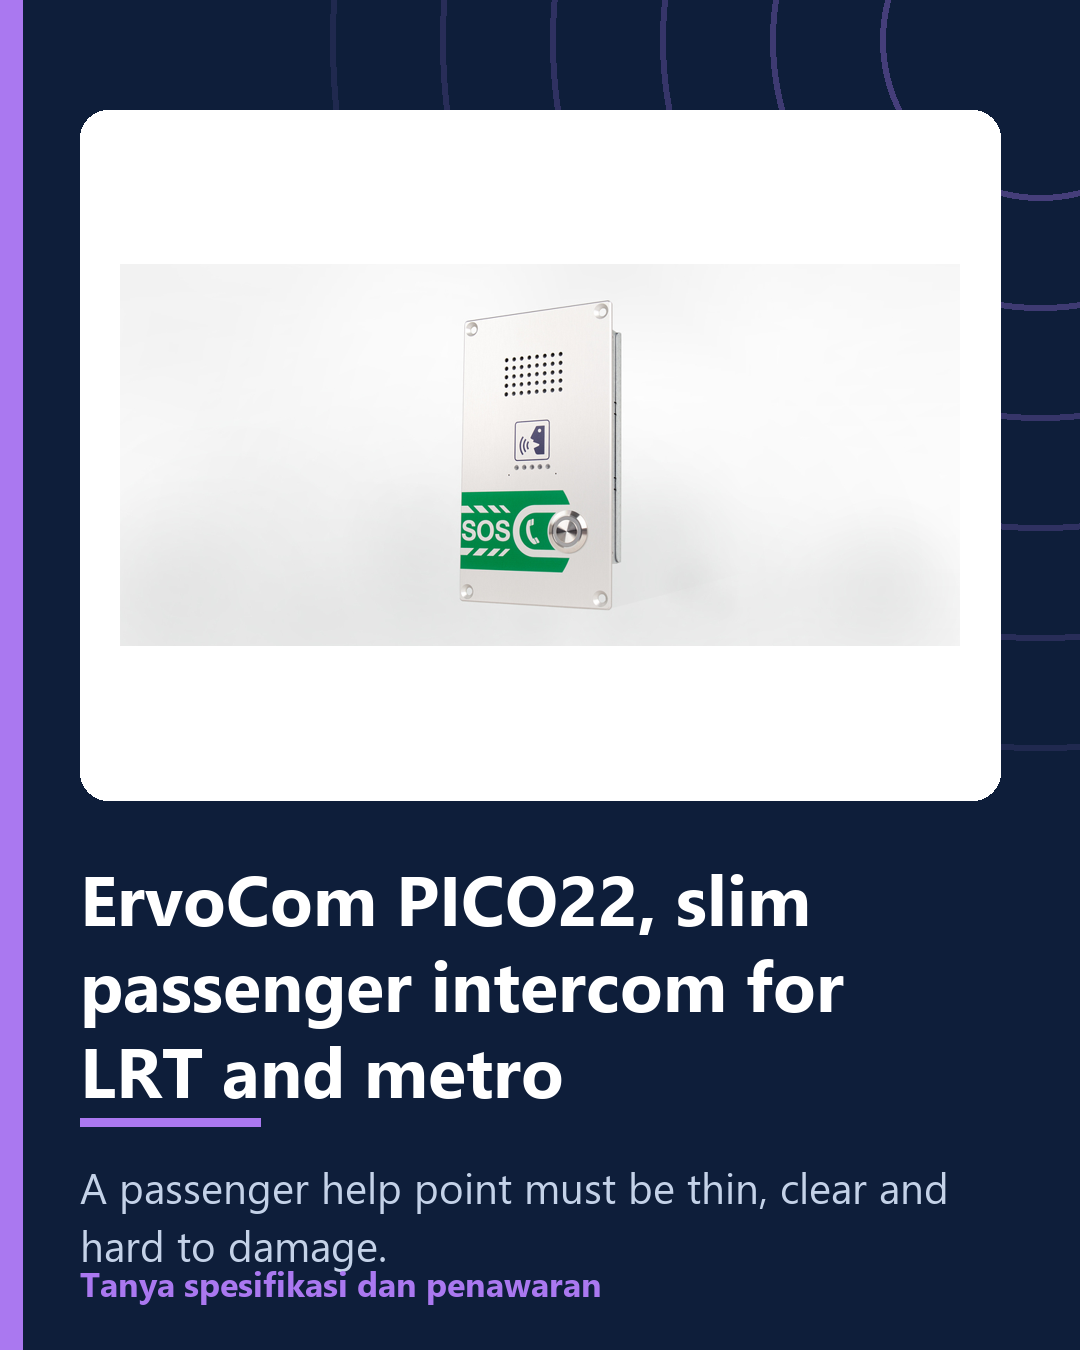 SOS
ErvoCom PICO22, slim
passenger intercom for
LRT and metro
A passenger help point must be thin, clear and
hard to damage.
Tanya spesifikasi dan penawaran